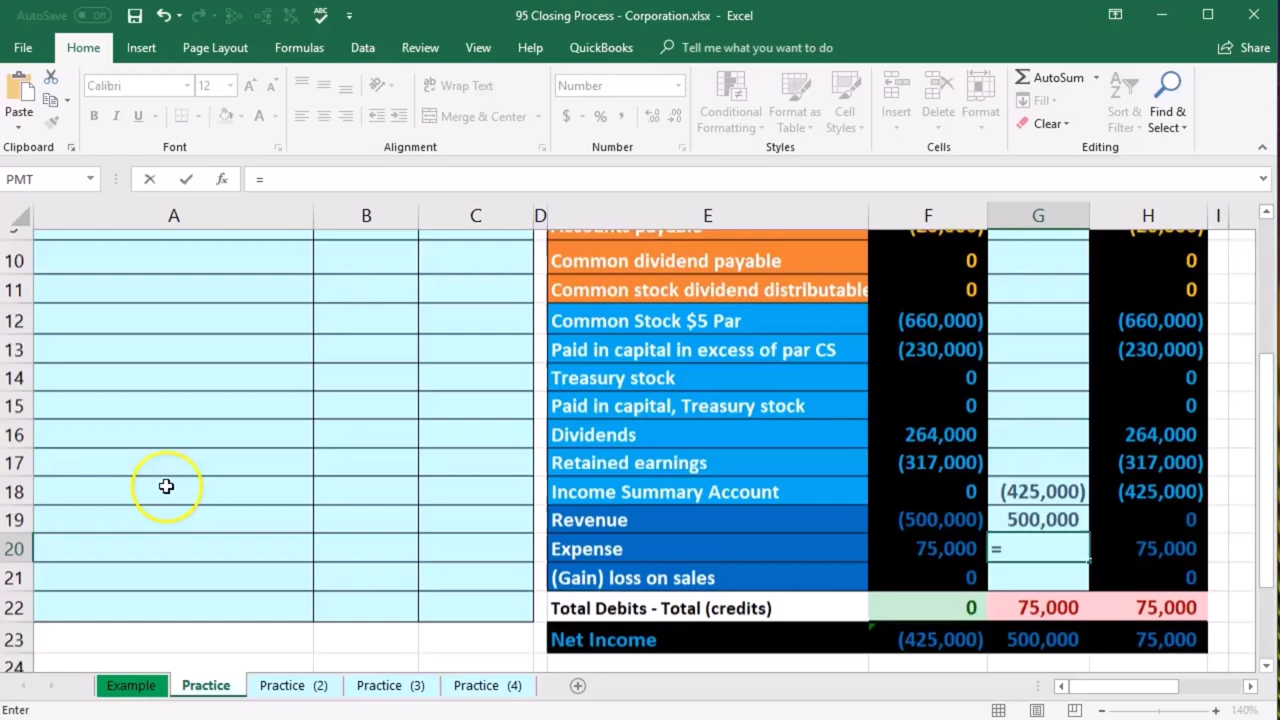 AutoSave Off 95 Closing Process - Corporation.xlsx - Excel
File Home Insert Page Layout Formulas Data Review View Help QuickBooks Tell me what you want to do Share
Paste Calibri 12 Wrap Text Number Conditional Formatting Format as Table Cell Styles Insert Delete Format AutoSum Sort & Filter Find & Select
B I U Merge & Center $ % , Fill
Clear
Clipboard Font Alignment Number Styles Cells Editing
PMT fx =
A B C D E F G H I
9 Accounts payable (20,000) (20,000)
10 Common dividend payable 0 0
11 Common stock dividend distributable 0 0
12 Common Stock $5 Par (660,000) (660,000)
13 Paid in capital in excess of par CS (230,000) (230,000)
14 Treasury stock 0 0
15 Paid in capital, Treasury stock 0 0
16 Dividends 264,000 264,000
17 Retained earnings (317,000) (317,000)
18 Income Summary Account 0 (425,000) (425,000)
19 Revenue (500,000) 500,000 0
20 Expense 75,000 = 75,000
21 (Gain) loss on sales 0 0
22 Total Debits - Total (credits) 0 75,000 75,000
23 Net Income (425,000) 500,000 75,000
24
Example Practice Practice (2) Practice (3) Practice (4)
Enter 140%